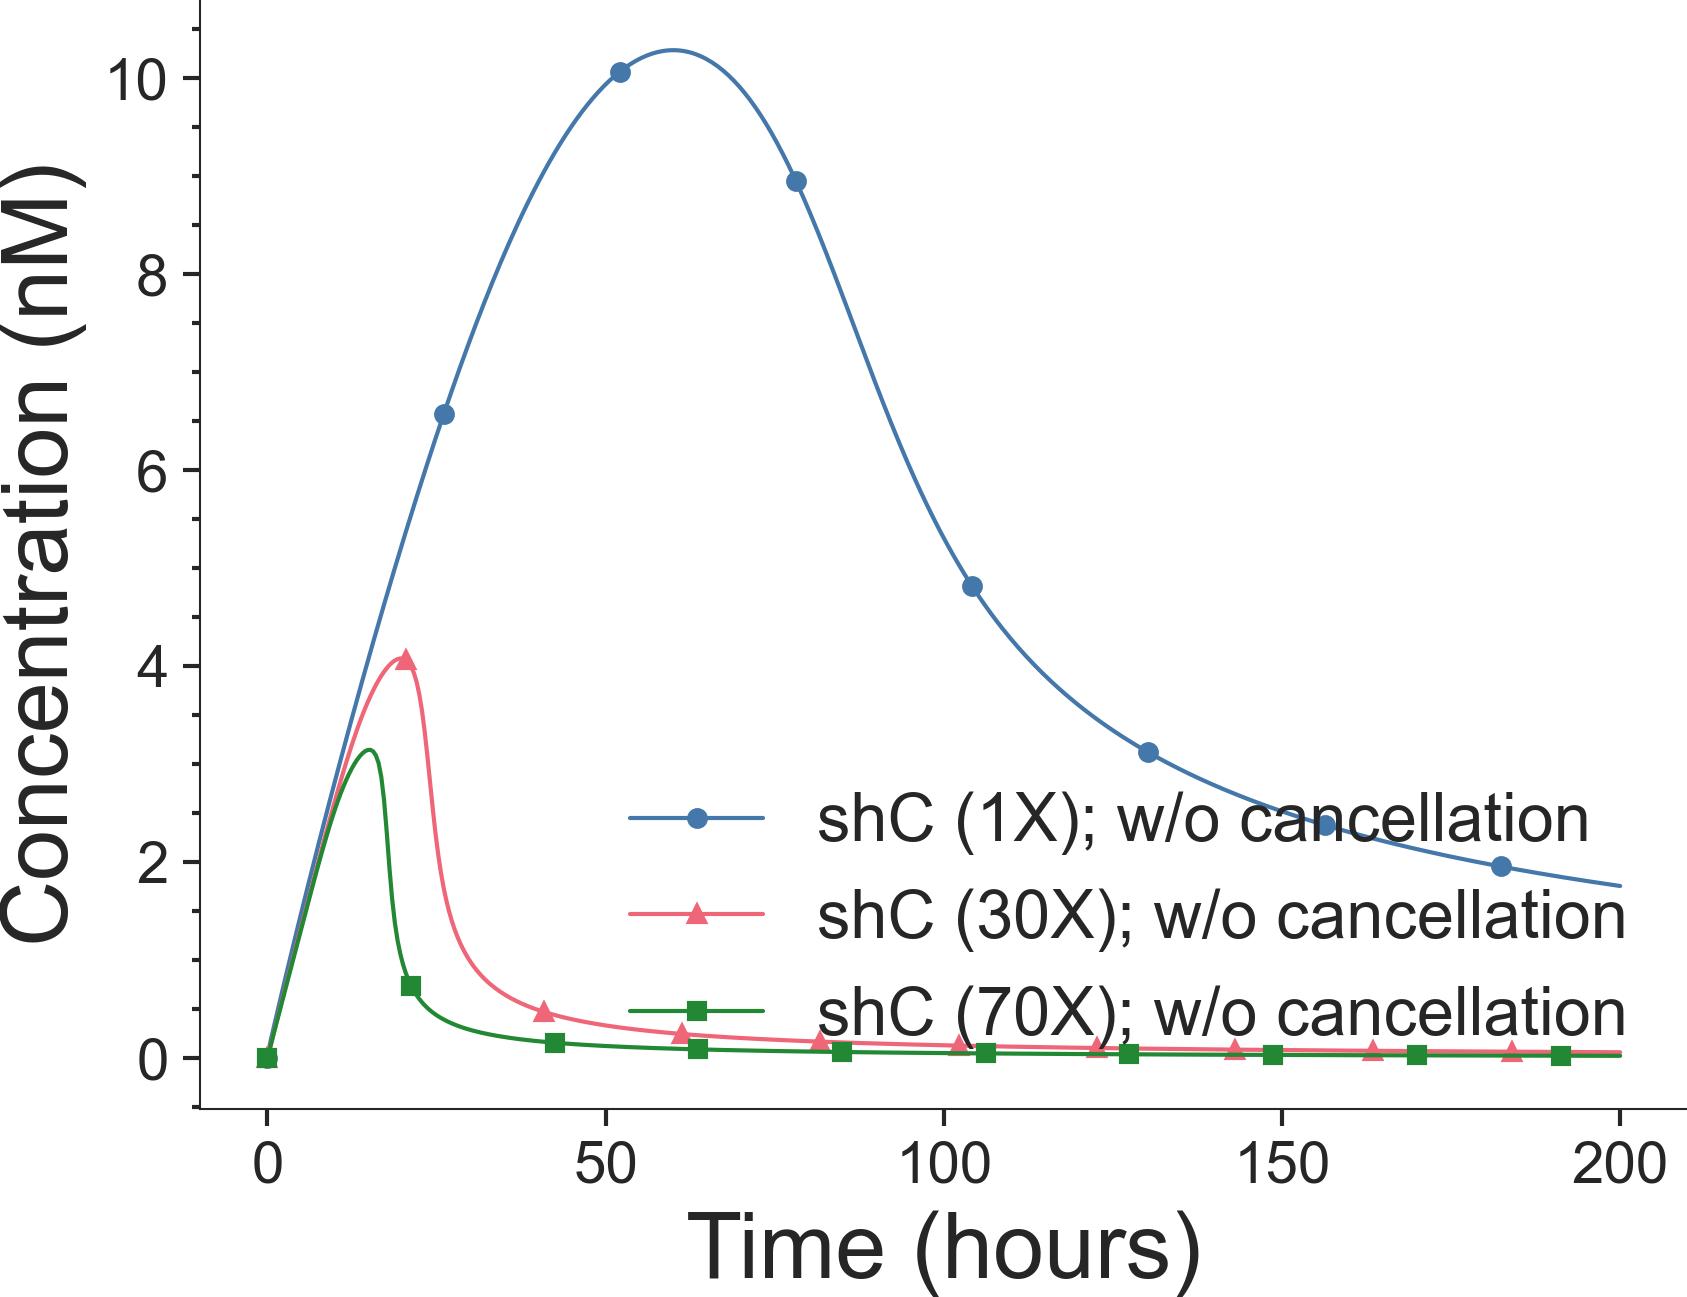 Concentration (nM)
10
8
6
4
2
0
shC (1X); w/o cancellation
shC (30X); w/o cancellation
shC (70X); w/o cancellation
0 50 100 150 200
Time (hours)